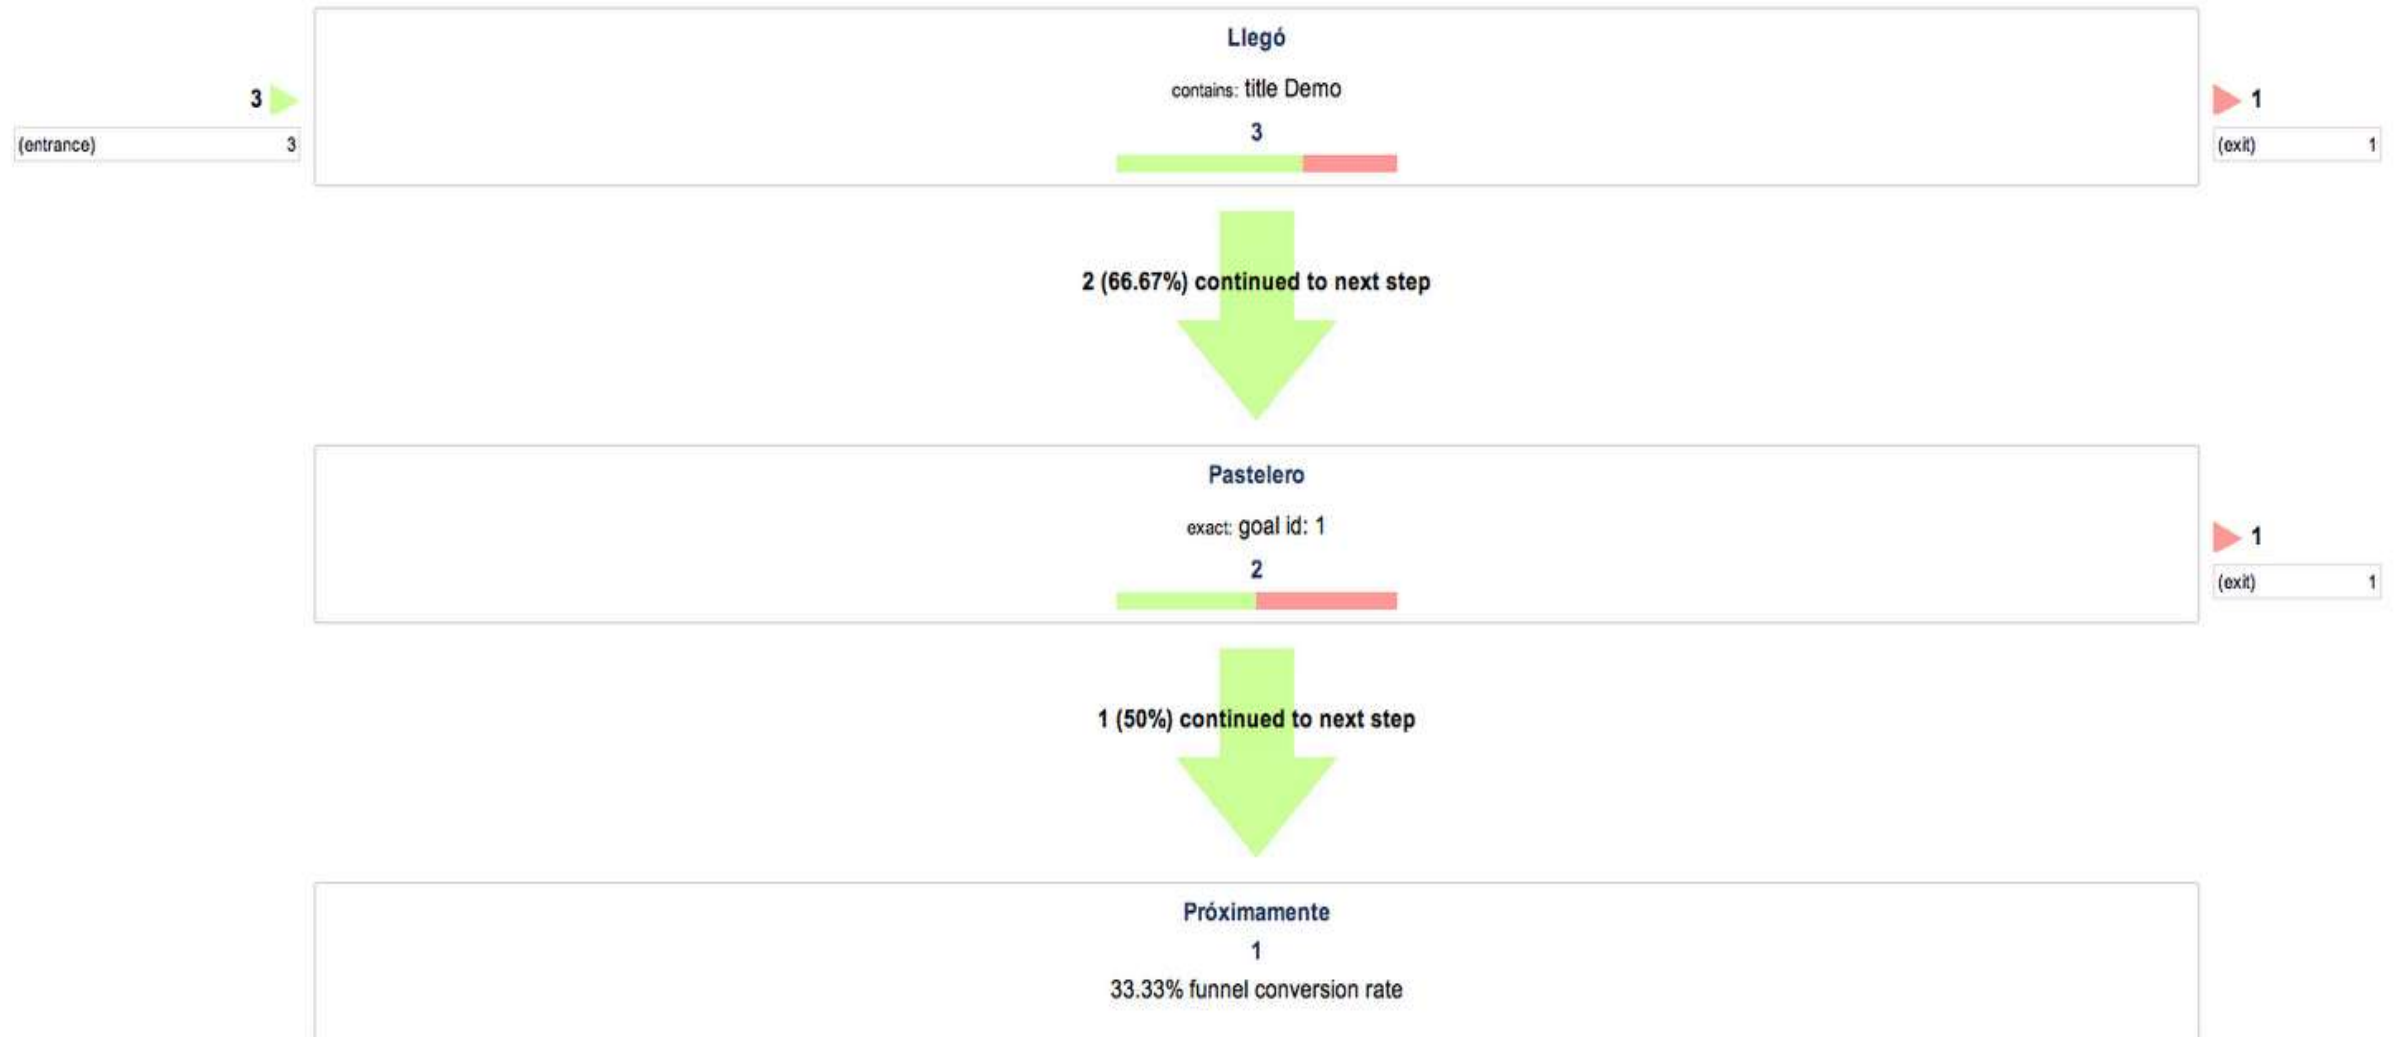 Llegó
contains: title Demo
3
3
(entrance) 3
1
(exit) 1
2 (66.67%) continued to next step
Pastelero
exact: goal id: 1
2
1
(exit) 1
1 (50%) continued to next step
Próximamente
1
33.33% funnel conversion rate